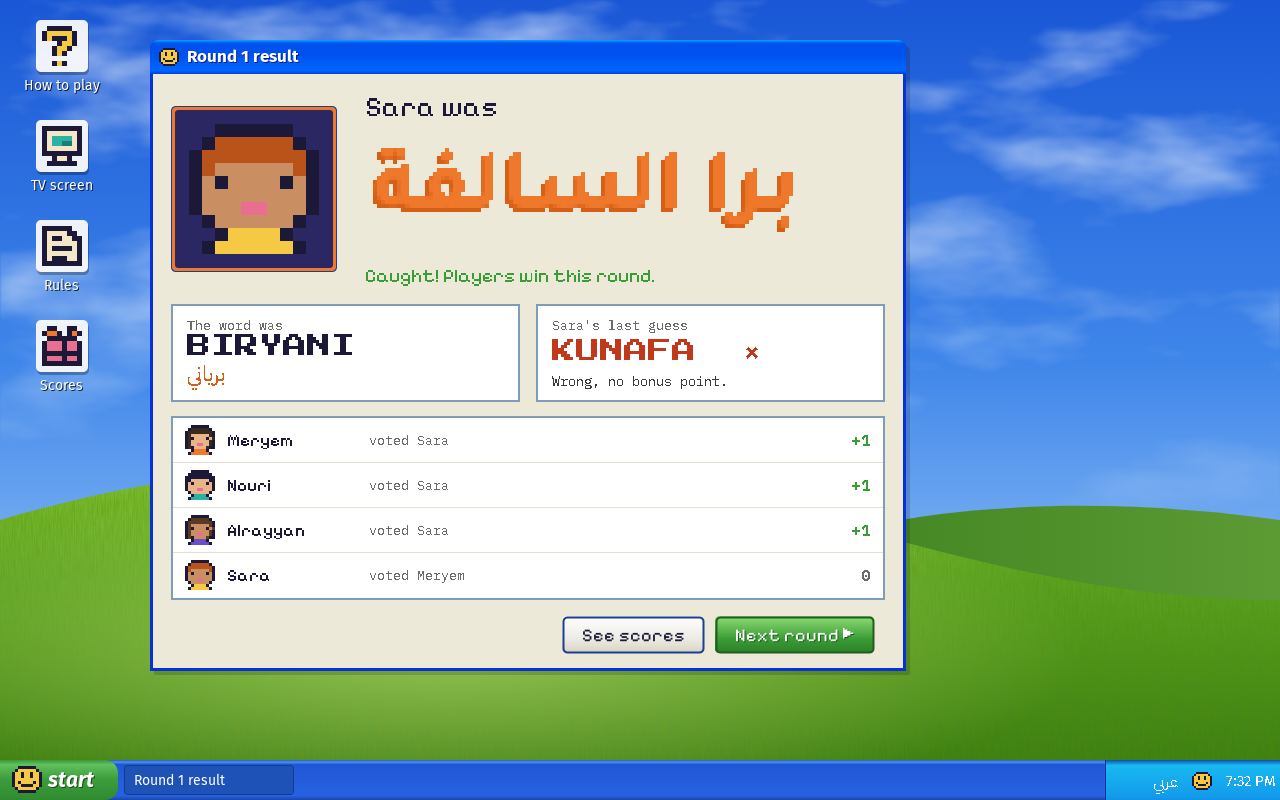 How to play
TV screen
Rules
Scores
Round 1 result
Sara was
برا السالفة
Caught! Players win this round.
The word was
BIRYANI
برياني
Sara's last guess
KUNAFA ×
Wrong, no bonus point.
Meryem voted Sara +1
Nouri voted Sara +1
Alrayyan voted Sara +1
Sara voted Meryem 0
See scores
Next round
start
Round 1 result
عربي
7:32 PM